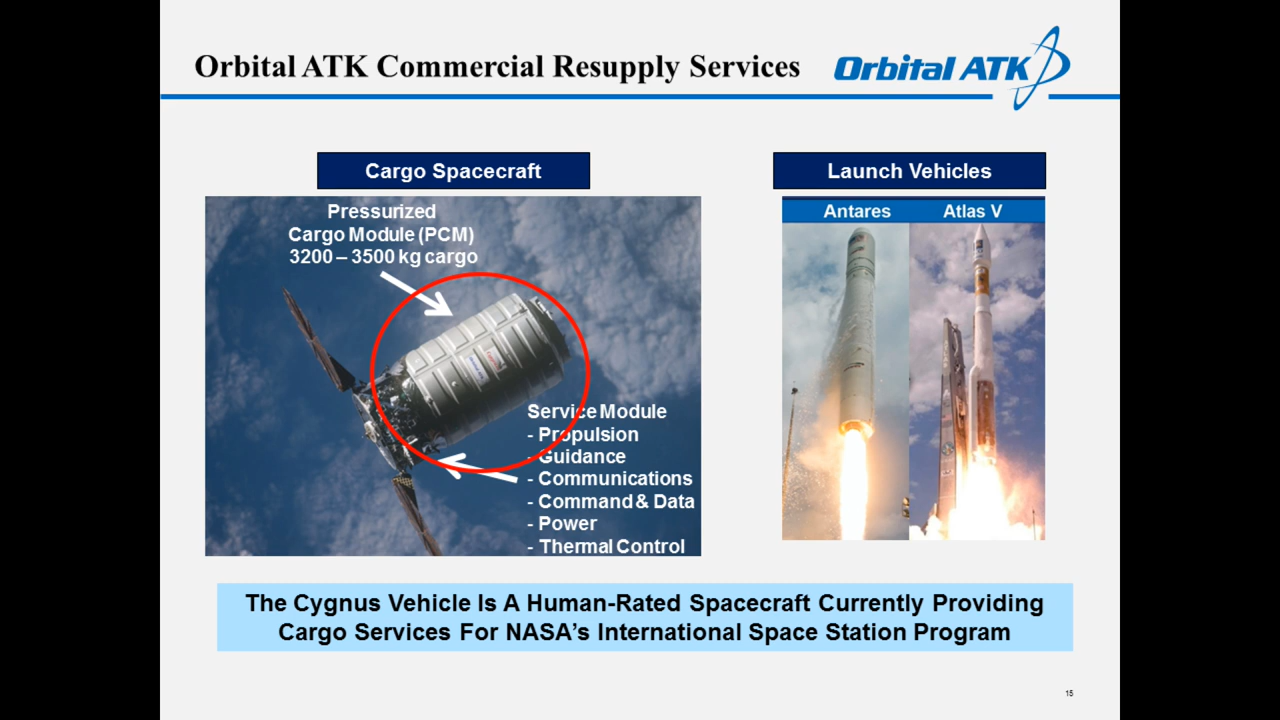 Orbital ATK Commercial Resupply Services
Orbital ATK
Cargo Spacecraft
Pressurized
Cargo Module (PCM)
3200 – 3500 kg cargo
Service Module
- Propulsion
- Guidance
- Communications
- Command & Data
- Power
- Thermal Control
Launch Vehicles
Antares
Atlas V
The Cygnus Vehicle Is A Human-Rated Spacecraft Currently Providing
Cargo Services For NASA’s International Space Station Program
15